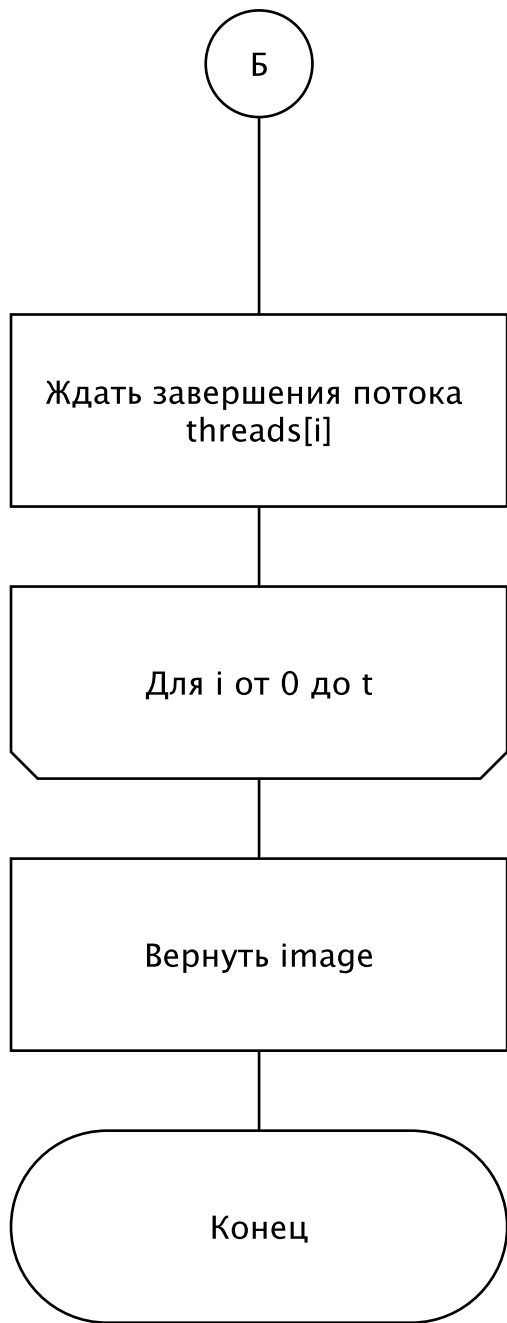 Б
Ждать завершения потока
threads[i]
Для i от 0 до t
Вернуть image
Конец